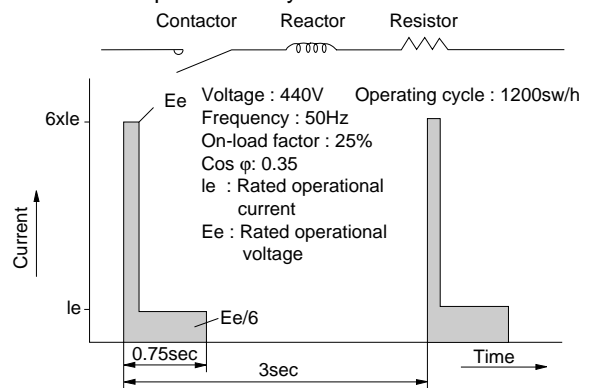 Contactor Reactor Resistor
Ee
Voltage : 440V Operating cycle : 1200sw/h
6xIe
Frequency : 50Hz
On-load factor : 25%
Cos φ: 0.35
Ie : Rated operational
current
Ee : Rated operational
voltage
Current
Ie
Ee/6
0.75sec
Time
3sec